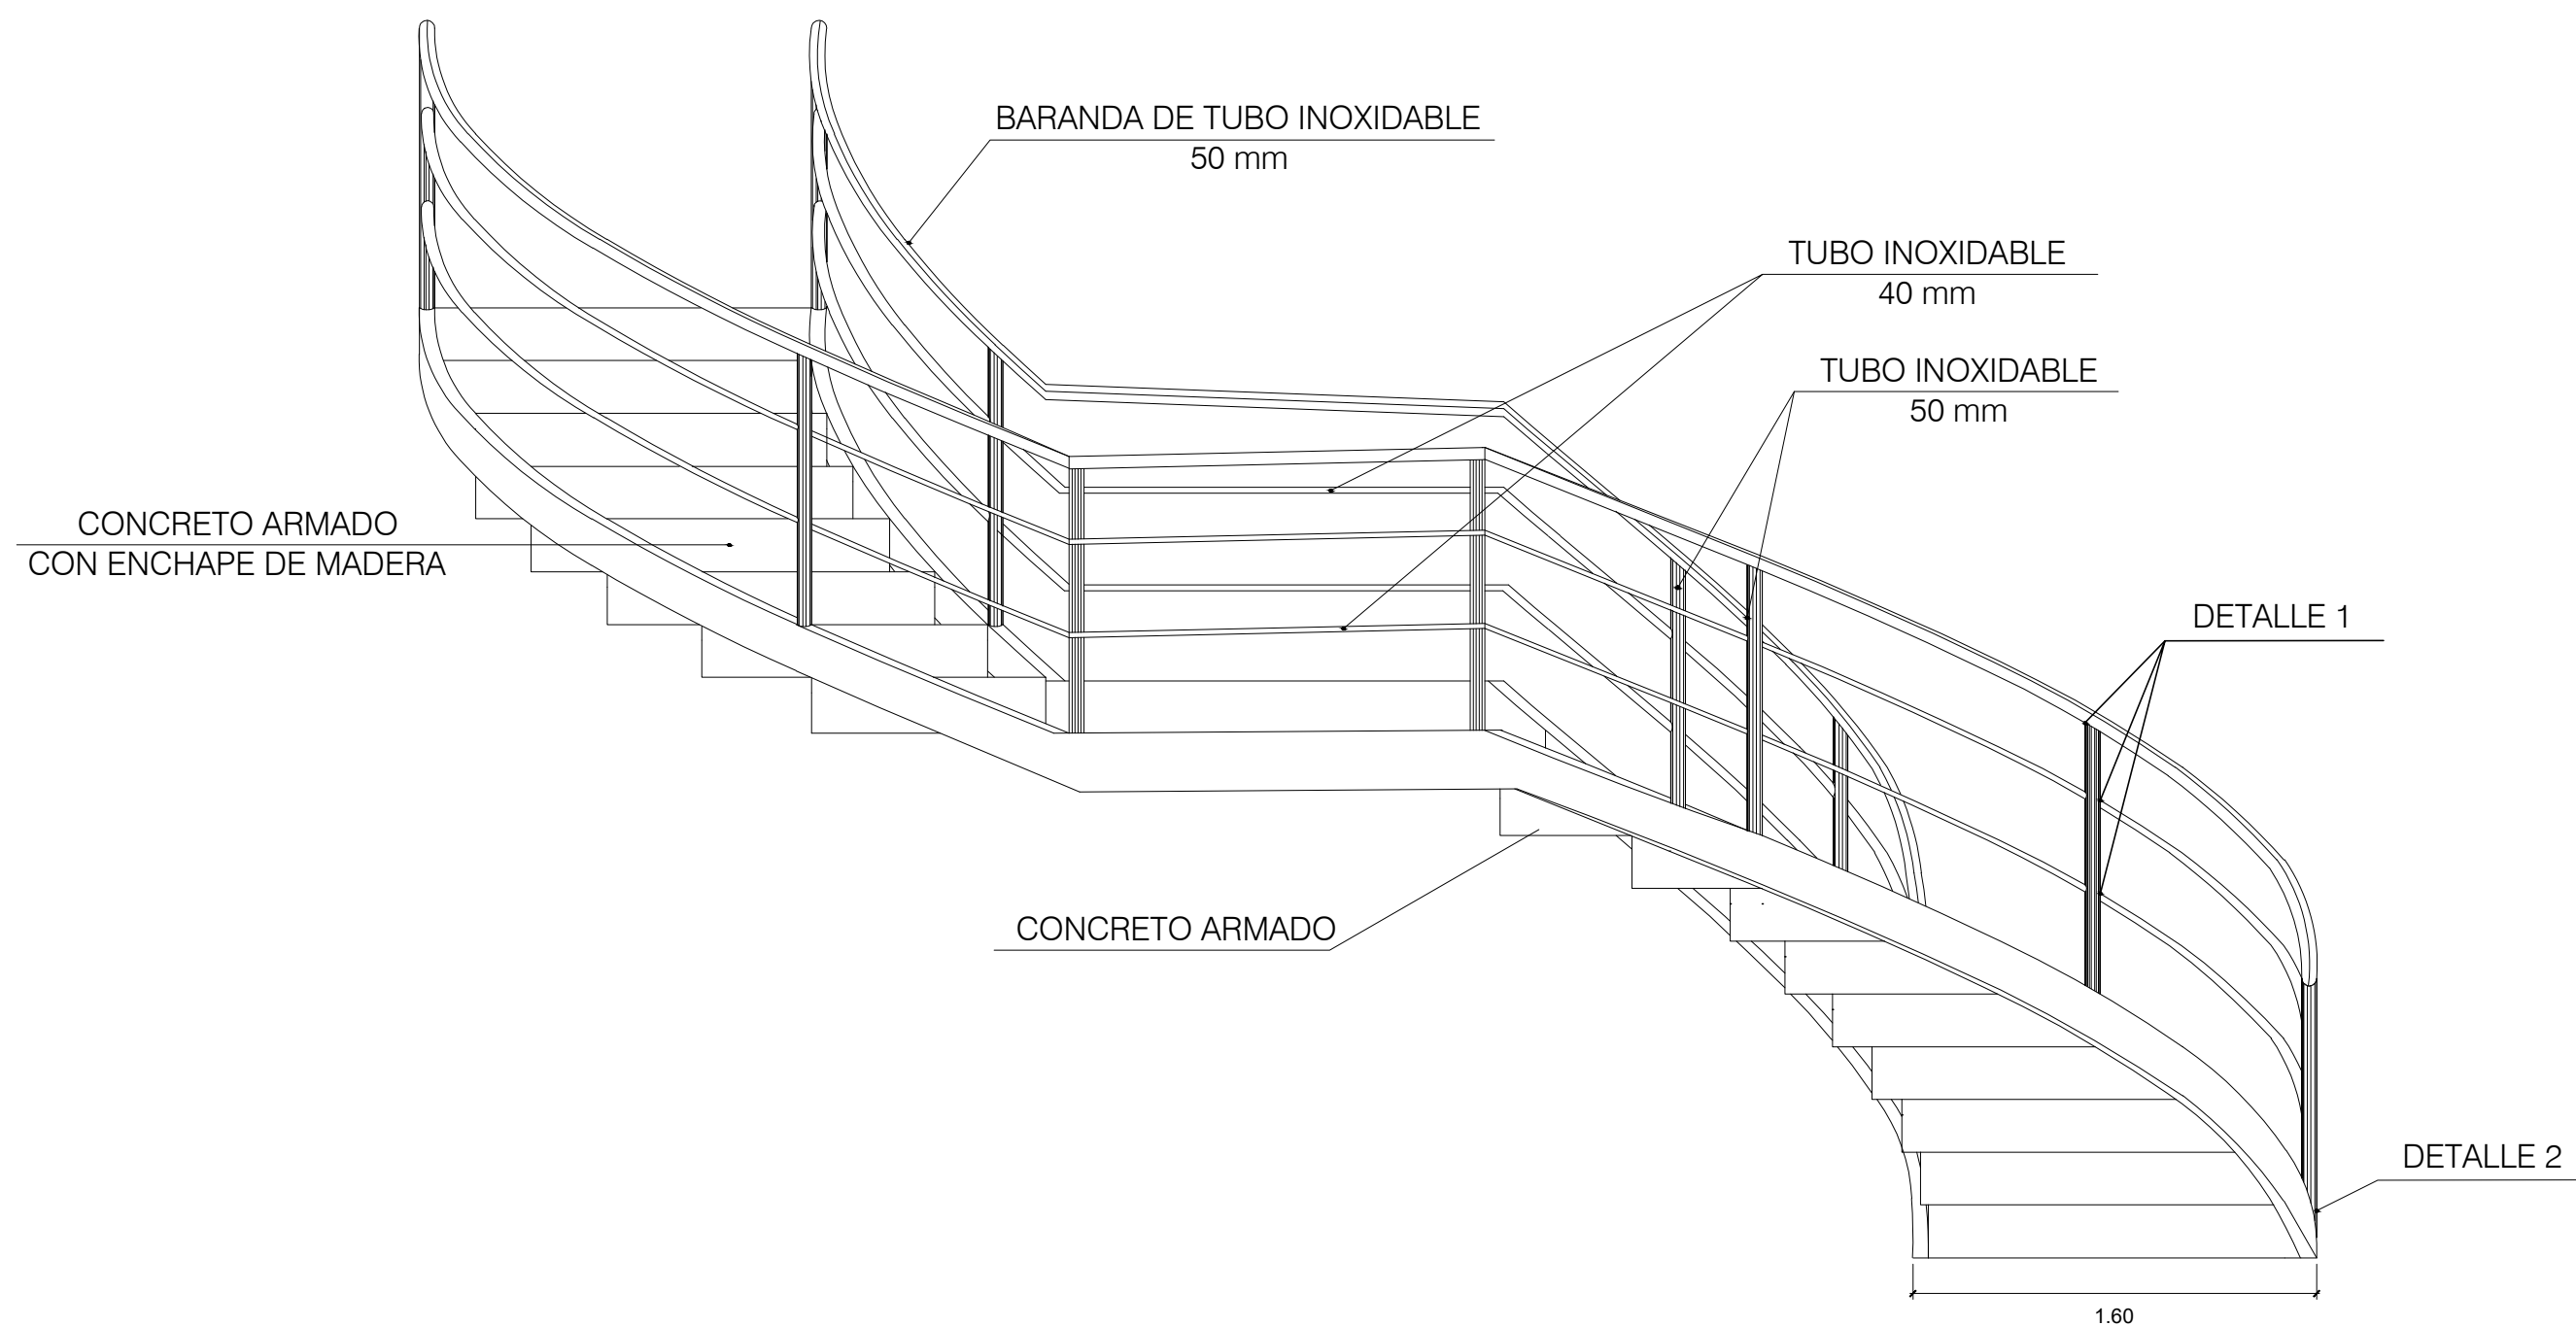 BARANDA DE TUBO INOXIDABLE
50 mm
TUBO INOXIDABLE
40 mm
TUBO INOXIDABLE
50 mm
CONCRETO ARMADO
CON ENCHAPE DE MADERA
DETALLE 1
CONCRETO ARMADO
DETALLE 2
1.60